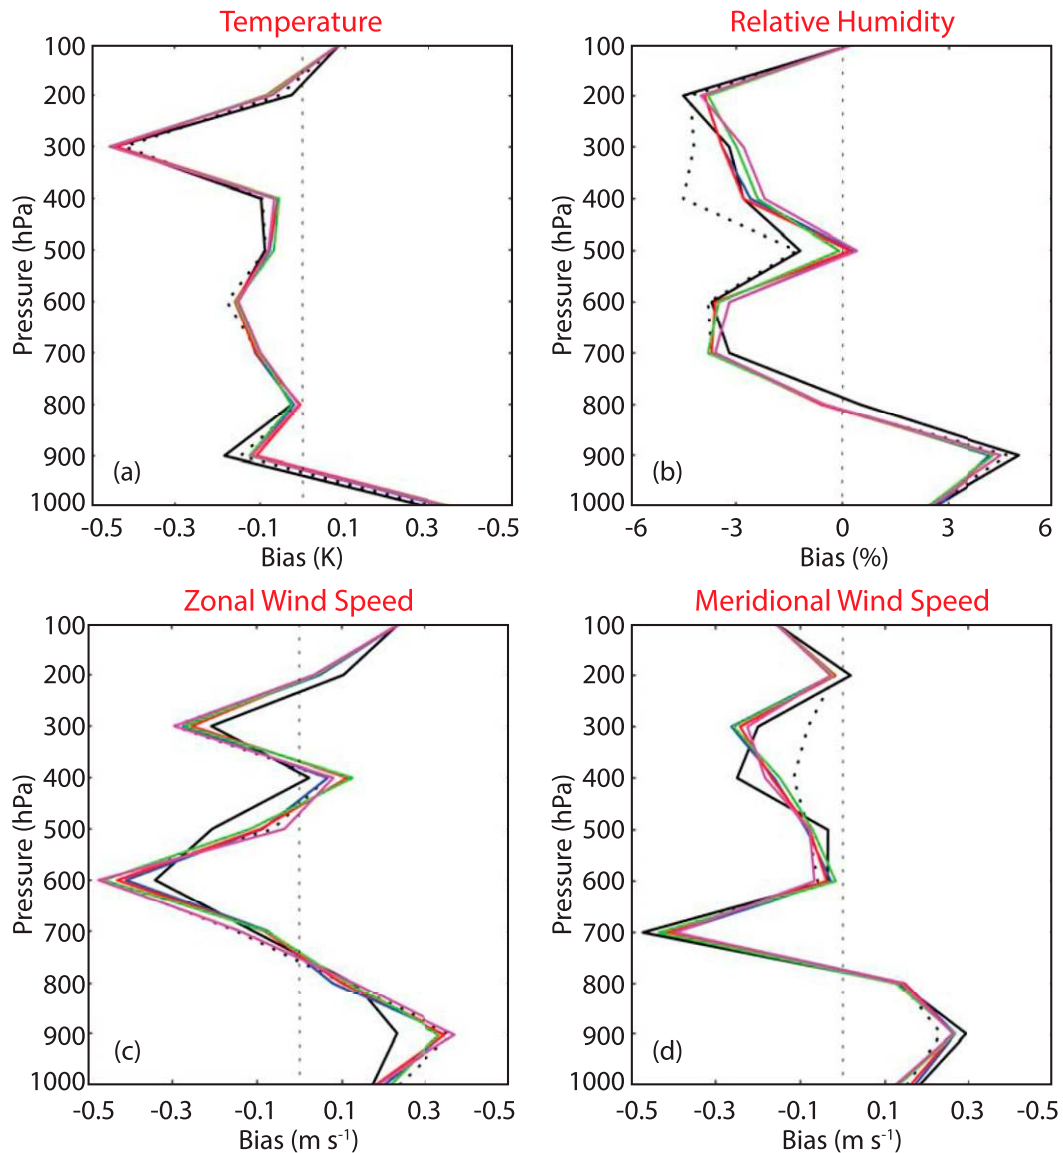 Temperature
100
200
300
400
500
600
700
800
900
1000
Pressure (hPa)
(a)
-0.5 -0.3 -0.1 0.1 0.3 -0.5
Bias (K)
Relative Humidity
100
200
300
400
500
600
700
800
900
1000
Pressure (hPa)
(b)
-6 -3 0 3 6
Bias (%)
Zonal Wind Speed
100
200
300
400
500
600
700
800
900
1000
Pressure (hPa)
(c)
-0.5 -0.3 -0.1 0.1 0.3 -0.5
Bias (m s-1)
Meridional Wind Speed
100
200
300
400
500
600
700
800
900
1000
Pressure (hPa)
(d)
-0.5 -0.3 -0.1 0.1 0.3 -0.5
Bias (m s-1)